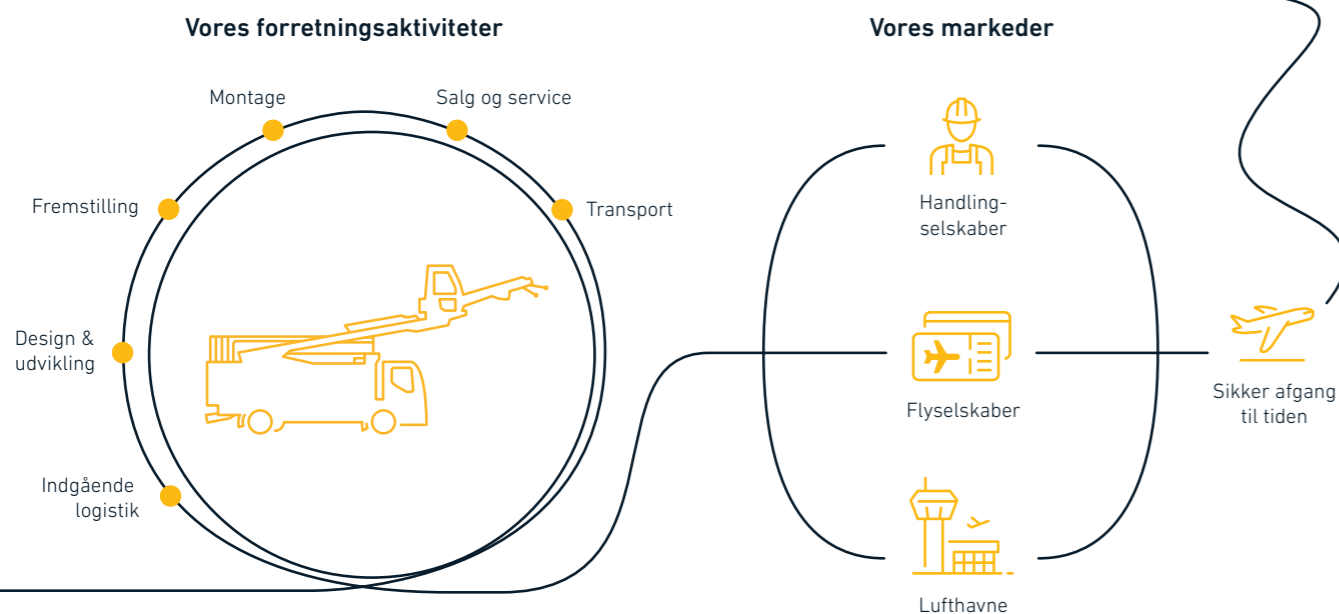 Vores forretningsaktiviteter
Montage
Salg og service
Fremstilling
Transport
Design &
udvikling
Indgående
logistik
Vores markeder
Handling-
selskaber
Flyselskaber
Lufthavne
Sikker afgang
til tiden